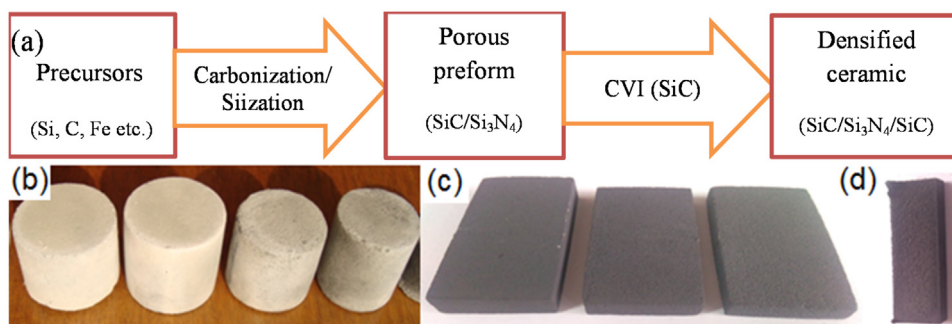 (a)
Precursors
(Si, C, Fe etc.)
Carbonization/
Siization
Porous
preform
(SiC/Si₃N₄)
CVI (SiC)
Densified
ceramic
(SiC/Si₃N₄/SiC)
(b)
(c)
(d)